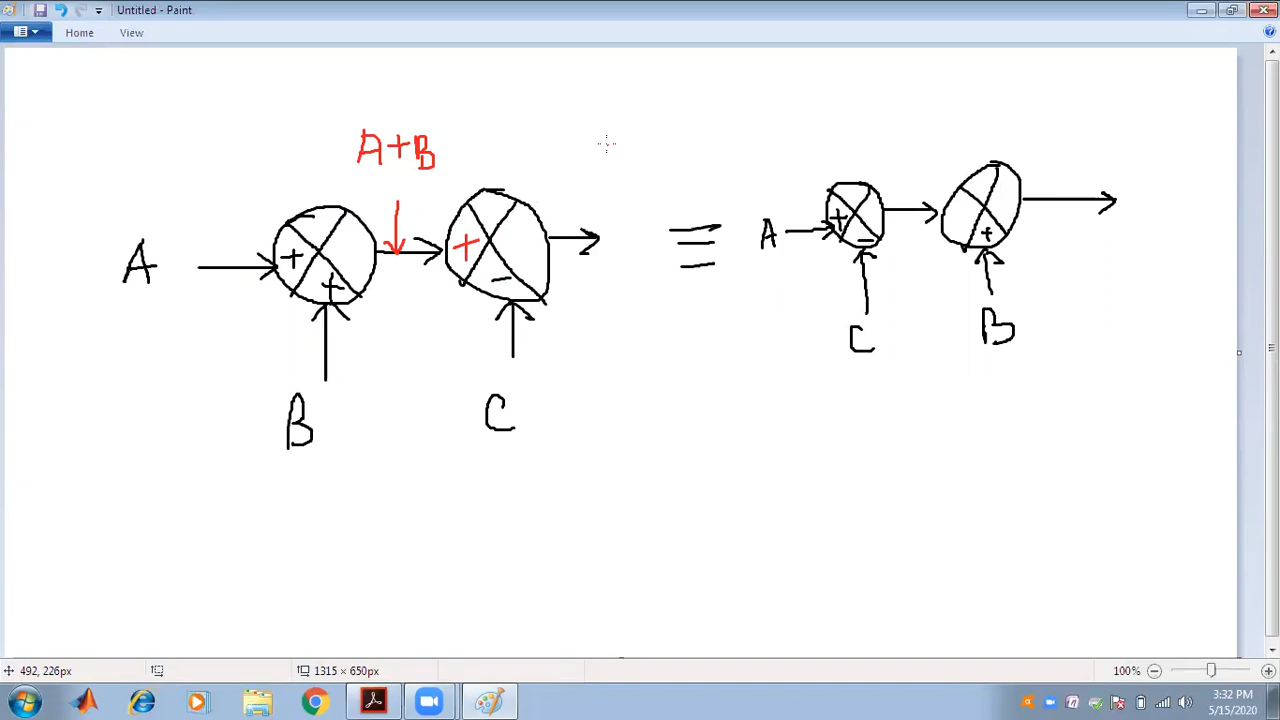 Untitled - Paint
Home View
A+B
A
+
+
+
−
B
C
≡
A
+
−
+
C
B
492, 226px
1315 × 650px
100%
3:32 PM
5/15/2020